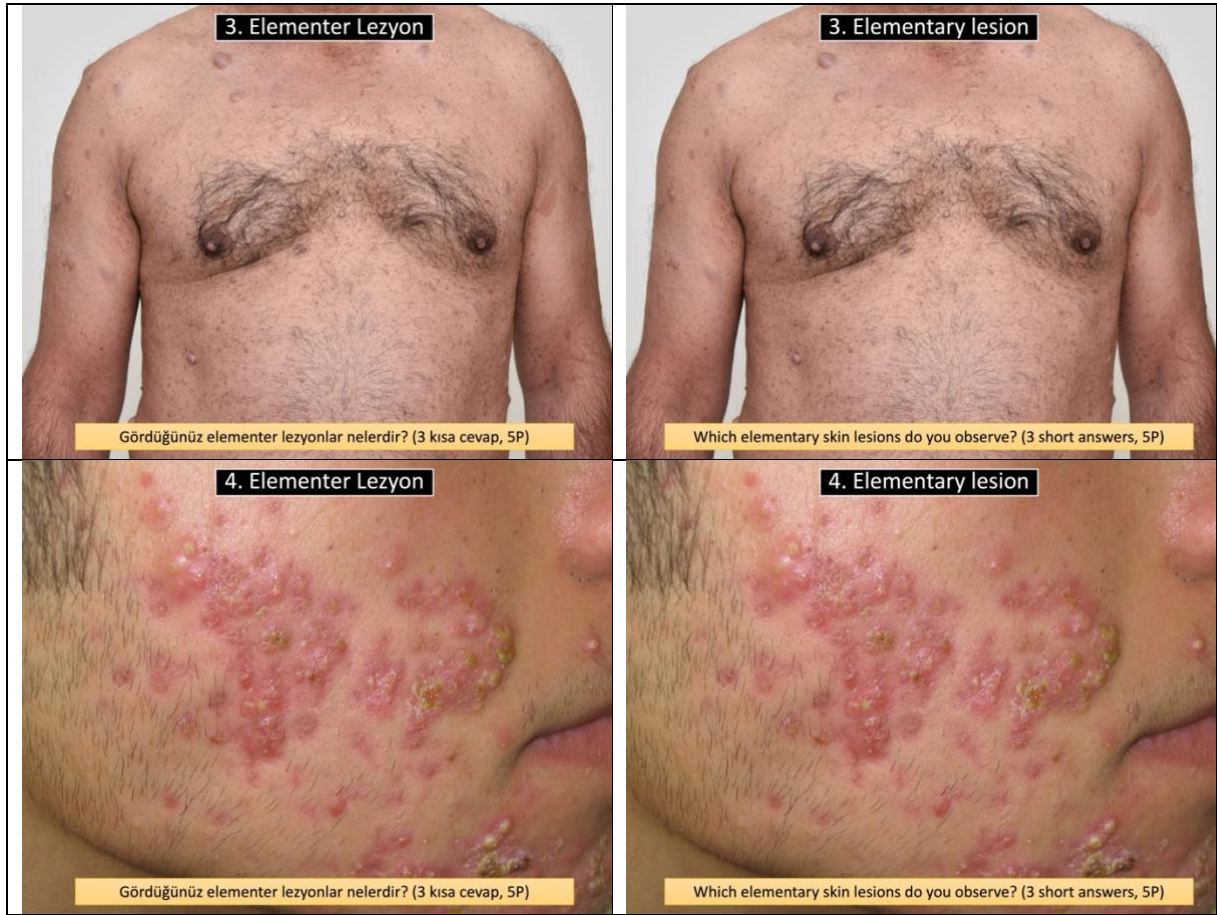 3. Elementer Lezyon
Gördüğünüz elementer lezyonlar nelerdir? (3 kısa cevap, 5P)
3. Elementary lesion
Which elementary skin lesions do you observe? (3 short answers, 5P)
4. Elementer Lezyon
Gördüğünüz elementer lezyonlar nelerdir? (3 kısa cevap, 5P)
4. Elementary lesion
Which elementary skin lesions do you observe? (3 short answers, 5P)